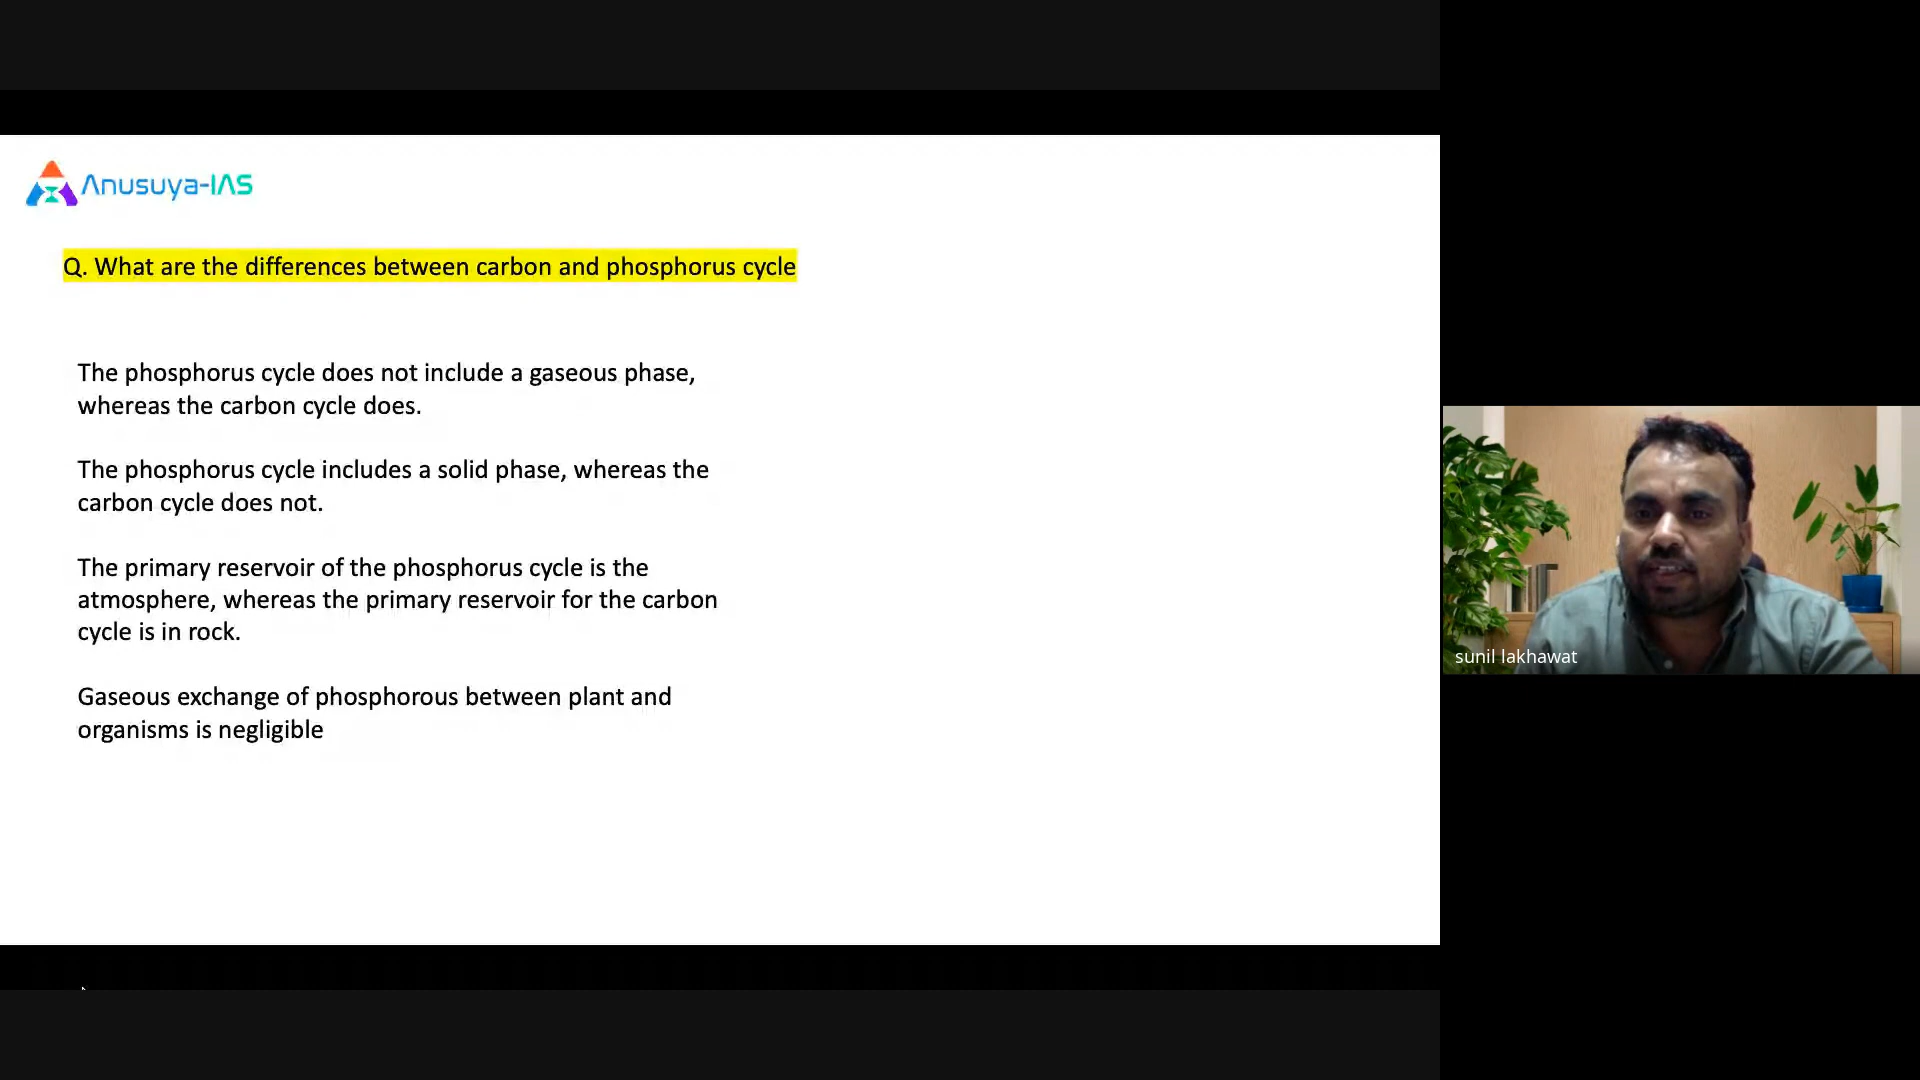 Anusuya-IAS
Q. What are the differences between carbon and phosphorus cycle
The phosphorus cycle does not include a gaseous phase,
whereas the carbon cycle does.
The phosphorus cycle includes a solid phase, whereas the
carbon cycle does not.
The primary reservoir of the phosphorus cycle is the
atmosphere, whereas the primary reservoir for the carbon
cycle is in rock.
Gaseous exchange of phosphorous between plant and
organisms is negligible
sunil lakhawat